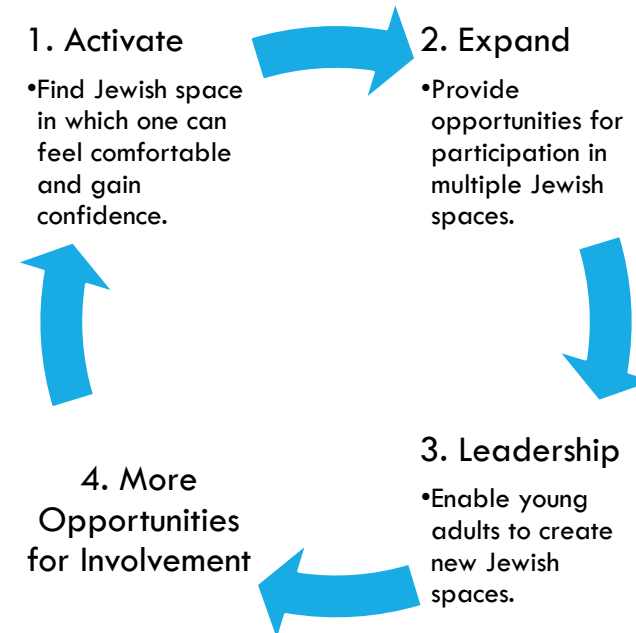 1. Activate
•Find Jewish space
in which one can
feel comfortable
and gain
confidence.
2. Expand
•Provide
opportunities for
participation in
multiple Jewish
spaces.
3. Leadership
•Enable young
adults to create
new Jewish
spaces.
4. More
Opportunities
for Involvement